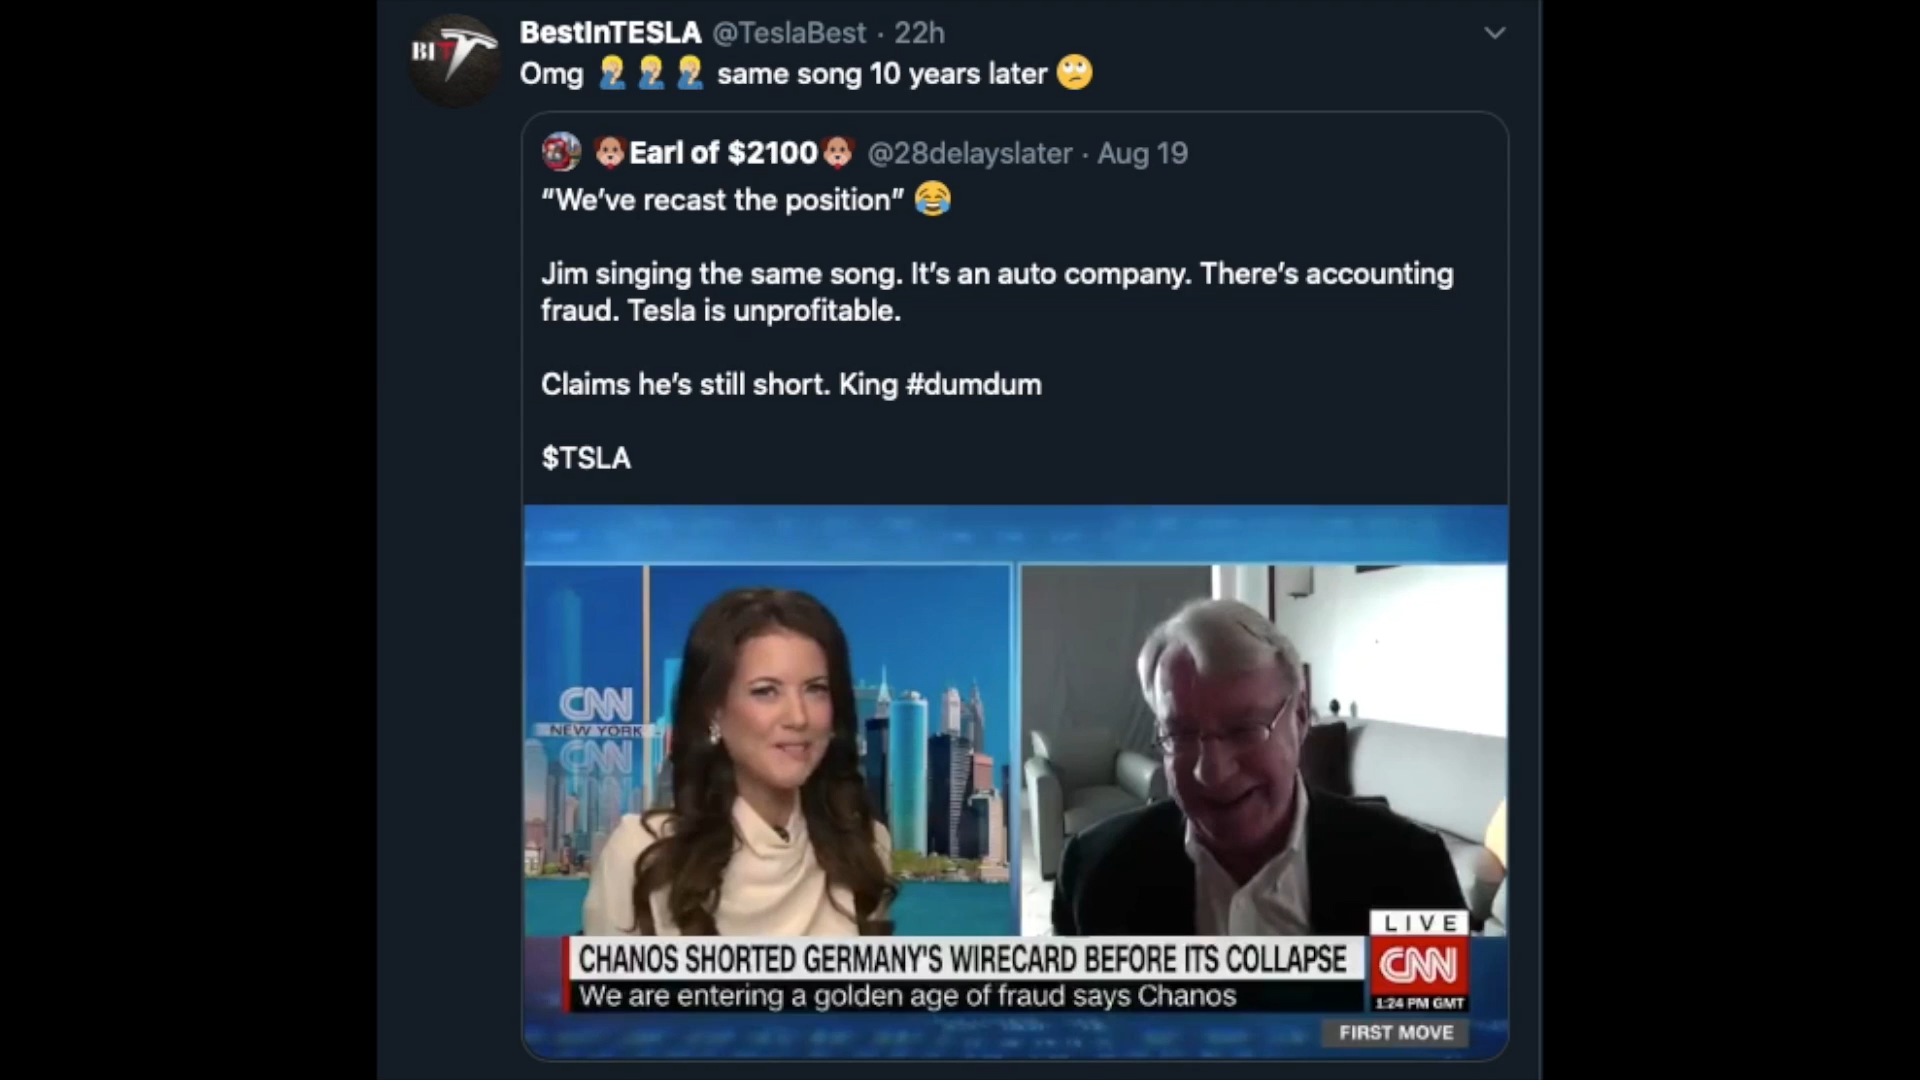 BestInTESLA @TeslaBest · 22h
BIT
Omg 🤦🏼‍♂️ 🤦🏼‍♂️ 🤦🏼‍♂️ same song 10 years later 🙄
🐶Earl of $2100🐶 @28delayslater · Aug 19
“We’ve recast the position” 😂
Jim singing the same song. It’s an auto company. There’s accounting
fraud. Tesla is unprofitable.
Claims he’s still short. King #dumdum
$TSLA
CNN
NEW YORK
CNN
LIVE
CHANOS SHORTED GERMANY'S WIRECARD BEFORE ITS COLLAPSE
CNN
We are entering a golden age of fraud says Chanos
1:24 PM GMT
FIRST MOVE